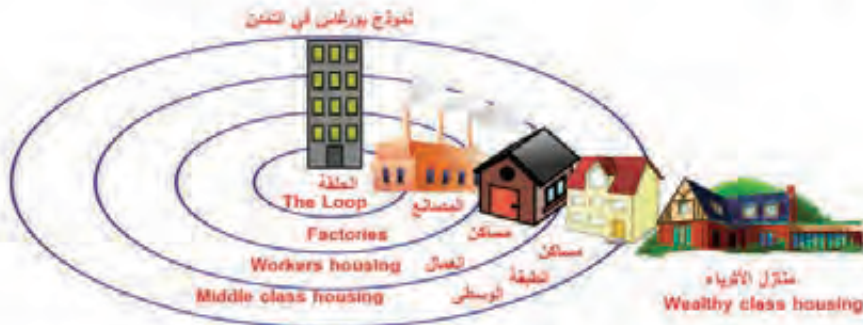 نموذج بورغاس في التمدن
الحلقة
The Loop
المصانع
Factories
مساكن
العمال
Workers housing
مساكن
الطبقة
الوسطى
Middle class housing
منازل الأثرياء
Wealthy class housing